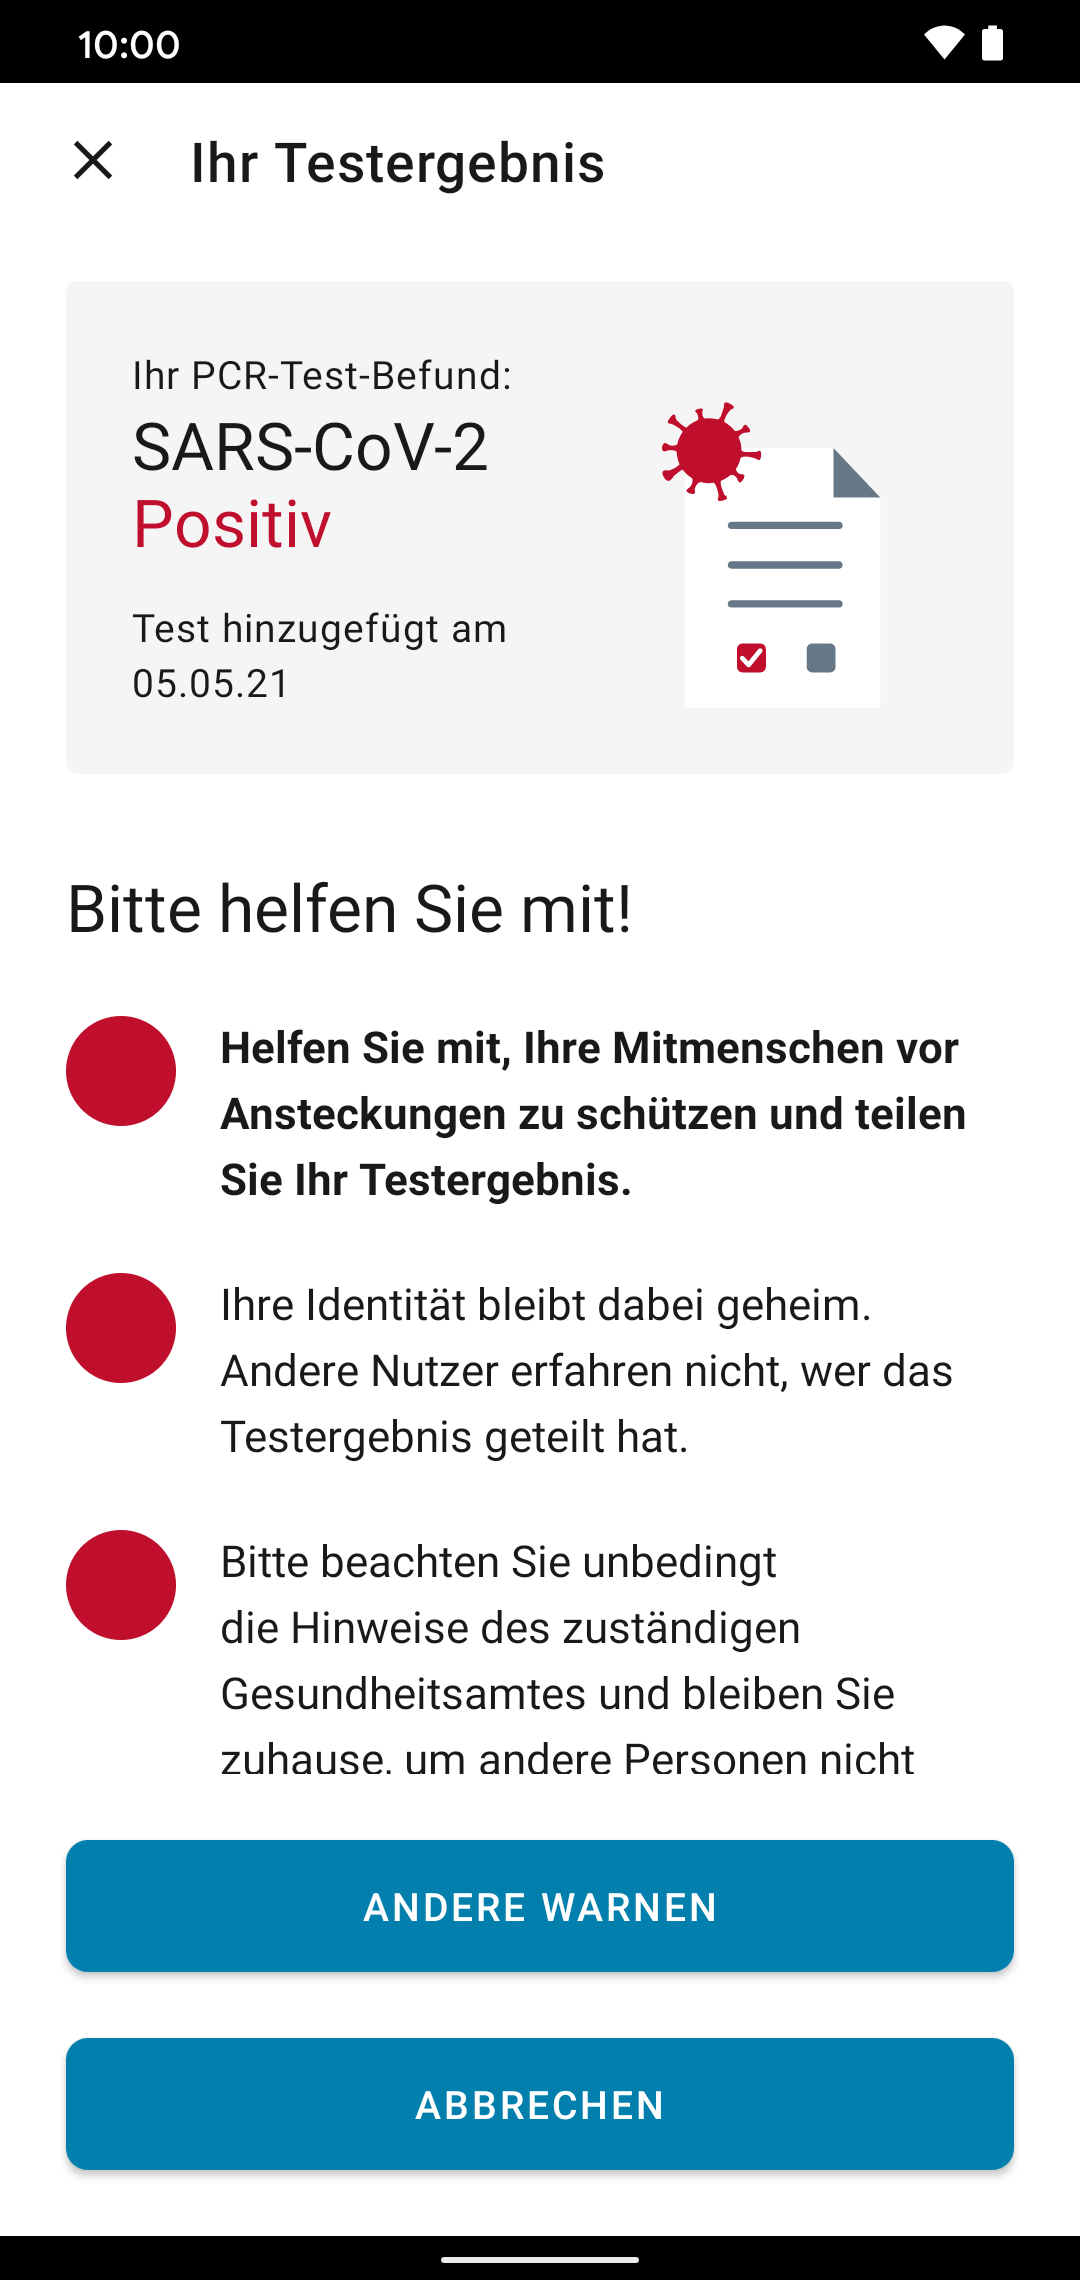 10:00
Ihr Testergebnis
Ihr PCR-Test-Befund:
SARS-CoV-2
Positiv
Test hinzugefügt am
05.05.21
Bitte helfen Sie mit!
Helfen Sie mit, Ihre Mitmenschen vor
Ansteckungen zu schützen und teilen
Sie Ihr Testergebnis.
Ihre Identität bleibt dabei geheim.
Andere Nutzer erfahren nicht, wer das
Testergebnis geteilt hat.
Bitte beachten Sie unbedingt
die Hinweise des zuständigen
Gesundheitsamtes und bleiben Sie
zuhause, um andere Personen nicht
ANDERE WARNEN
ABBRECHEN